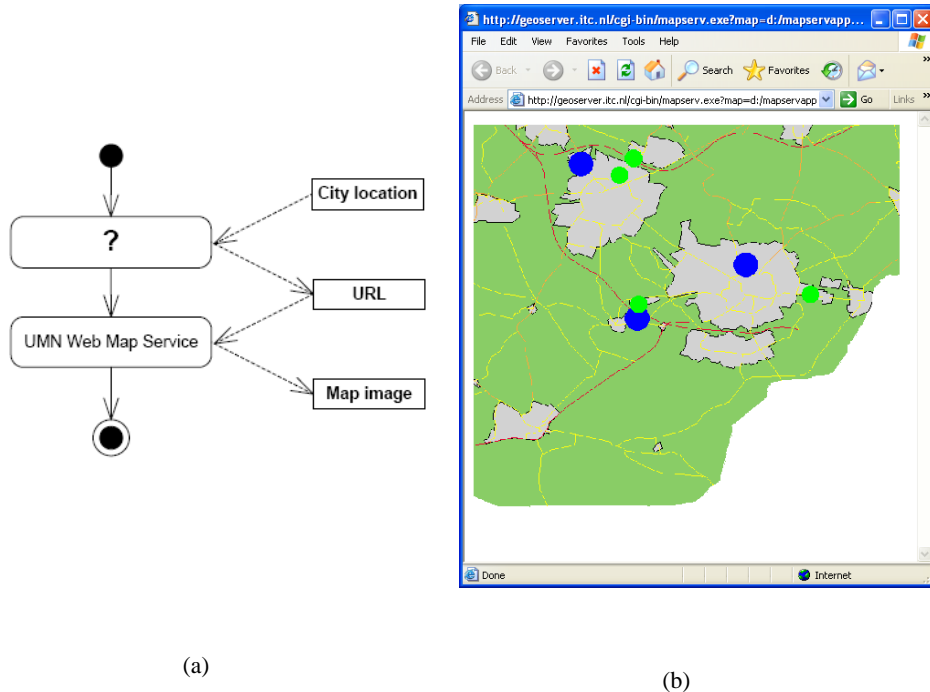 City location
?
URL
UMN Web Map Service
Map image
(a)
http://geoserver.itc.nl/cgi-bin/mapserv.exe?map=d:/mapservapp...
File Edit View Favorites Tools Help
Back Search Favorites »
Address http://geoserver.itc.nl/cgi-bin/mapserv.exe?map=d:/mapservapp Go Links »
Done Internet
(b)